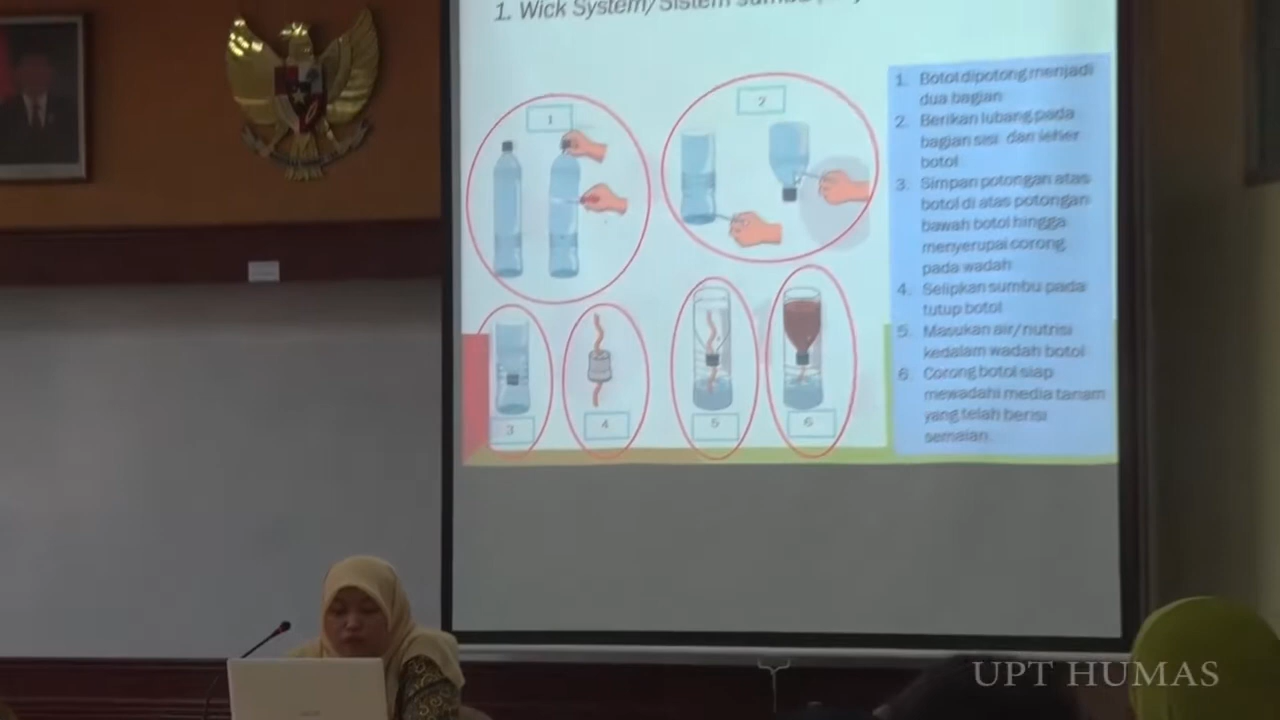 1. Wick System/Sistem
1
2
3
4
5
6
1. Botol dipotong menjadi
dua bagian
2. Berikan lubang pada
bagian sisi dan leher
botol
3. Simpan potongan atas
botol di atas potongan
bawah botol hingga
menyerupai corong
pada wadah
4. Selipkan sumbu pada
tutup botol
5. Masukan air/nutrisi
kedalam wadah botol
6. Corong botol siap
mewadahi media tanam
yang telah berisi
semaian
UPT HUMAS